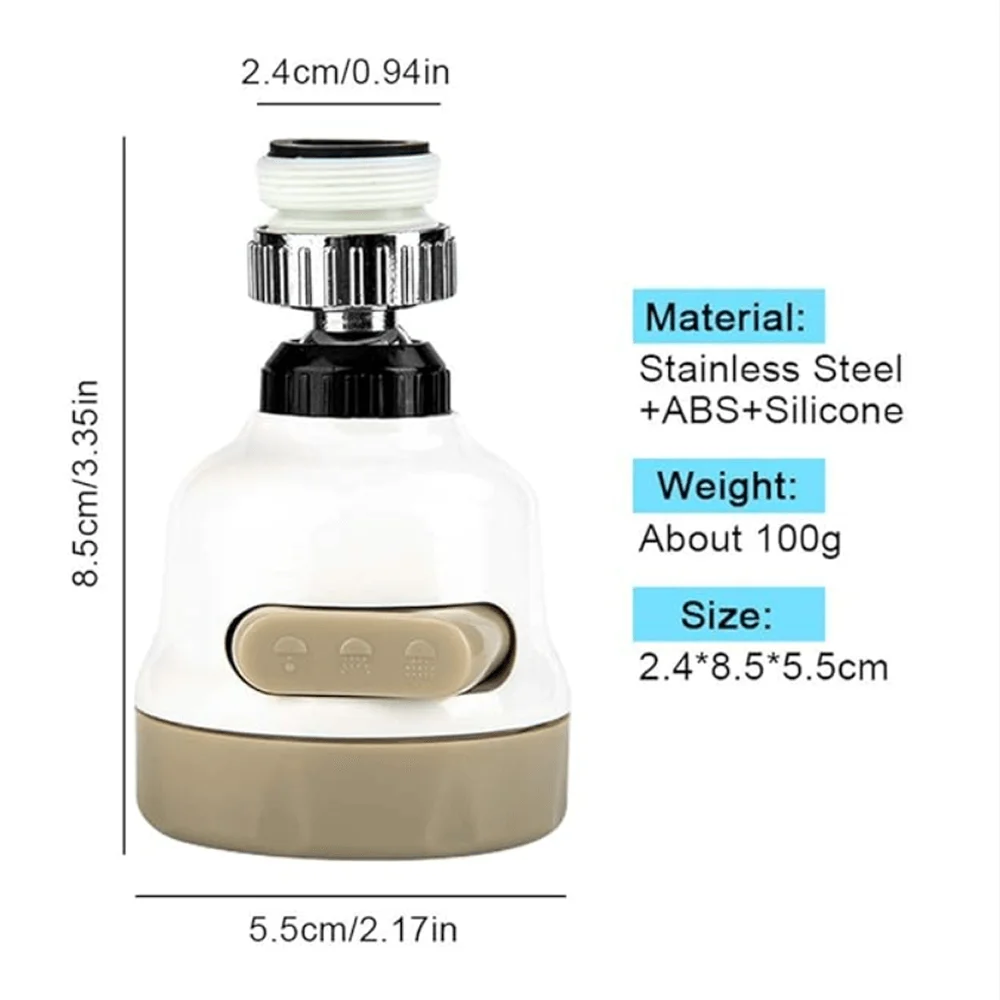 2.4cm/0.94in
8.5cm/3.35in
Material:
Stainless Steel
+ABS+Silicone
Weight:
About 100g
Size:
2.4*8.5*5.5cm
5.5cm/2.17in